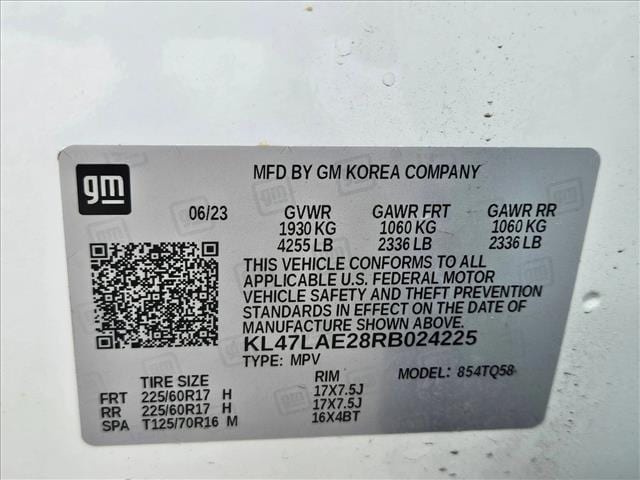 gm
MFD BY GM KOREA COMPANY
06/23 GVWR GAWR FRT GAWR RR
1930 KG 1060 KG 1060 KG
4255 LB 2336 LB 2336 LB
THIS VEHICLE CONFORMS TO ALL
APPLICABLE U.S. FEDERAL MOTOR
VEHICLE SAFETY AND THEFT PREVENTION
STANDARDS IN EFFECT ON THE DATE OF
MANUFACTURE SHOWN ABOVE.
KL47LAE28RB024225
TYPE: MPV MODEL: 854TQ58
TIRE SIZE RIM
FRT 225/60R17 H 17X7.5J
RR 225/60R17 H 17X7.5J
SPA T125/70R16 M 16X4BT